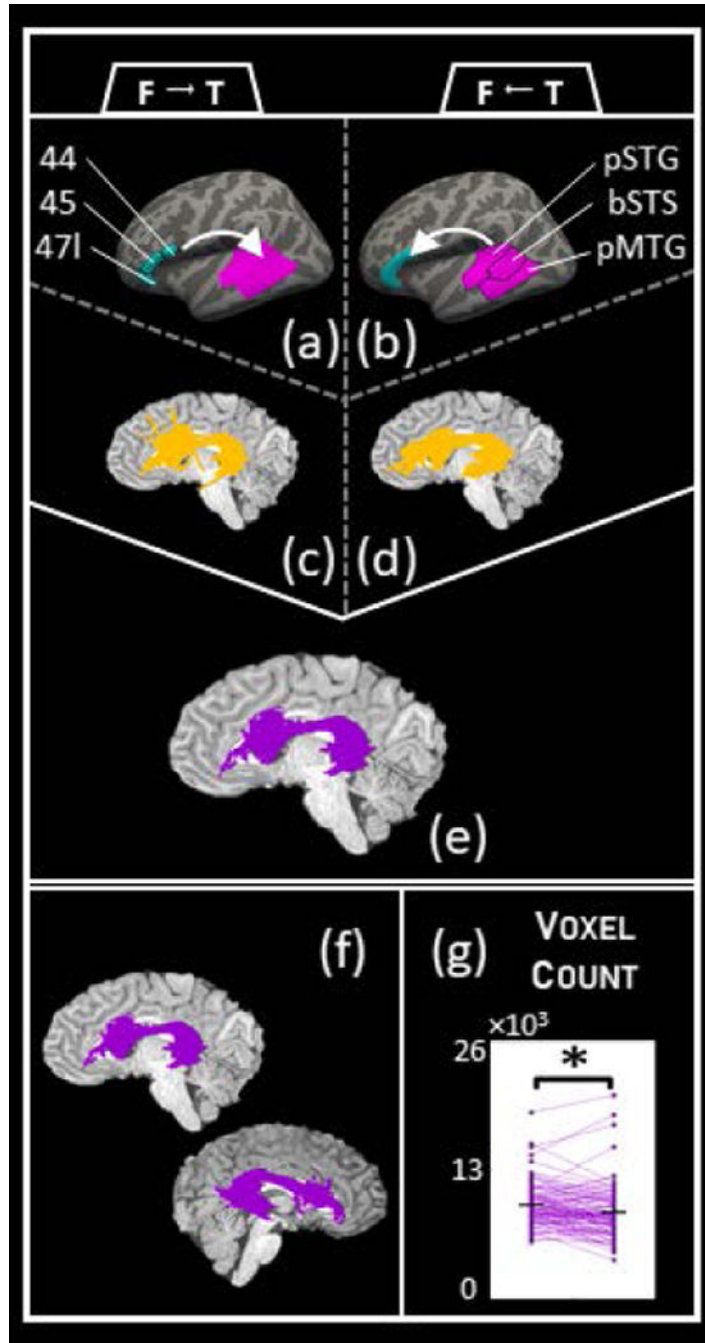 F → T
F ← T
44
45
47l
pSTG
bSTS
pMTG
(a)
(b)
(c)
(d)
(e)
(f)
(g)
VOXEL
COUNT
×10³
26
*
13
0